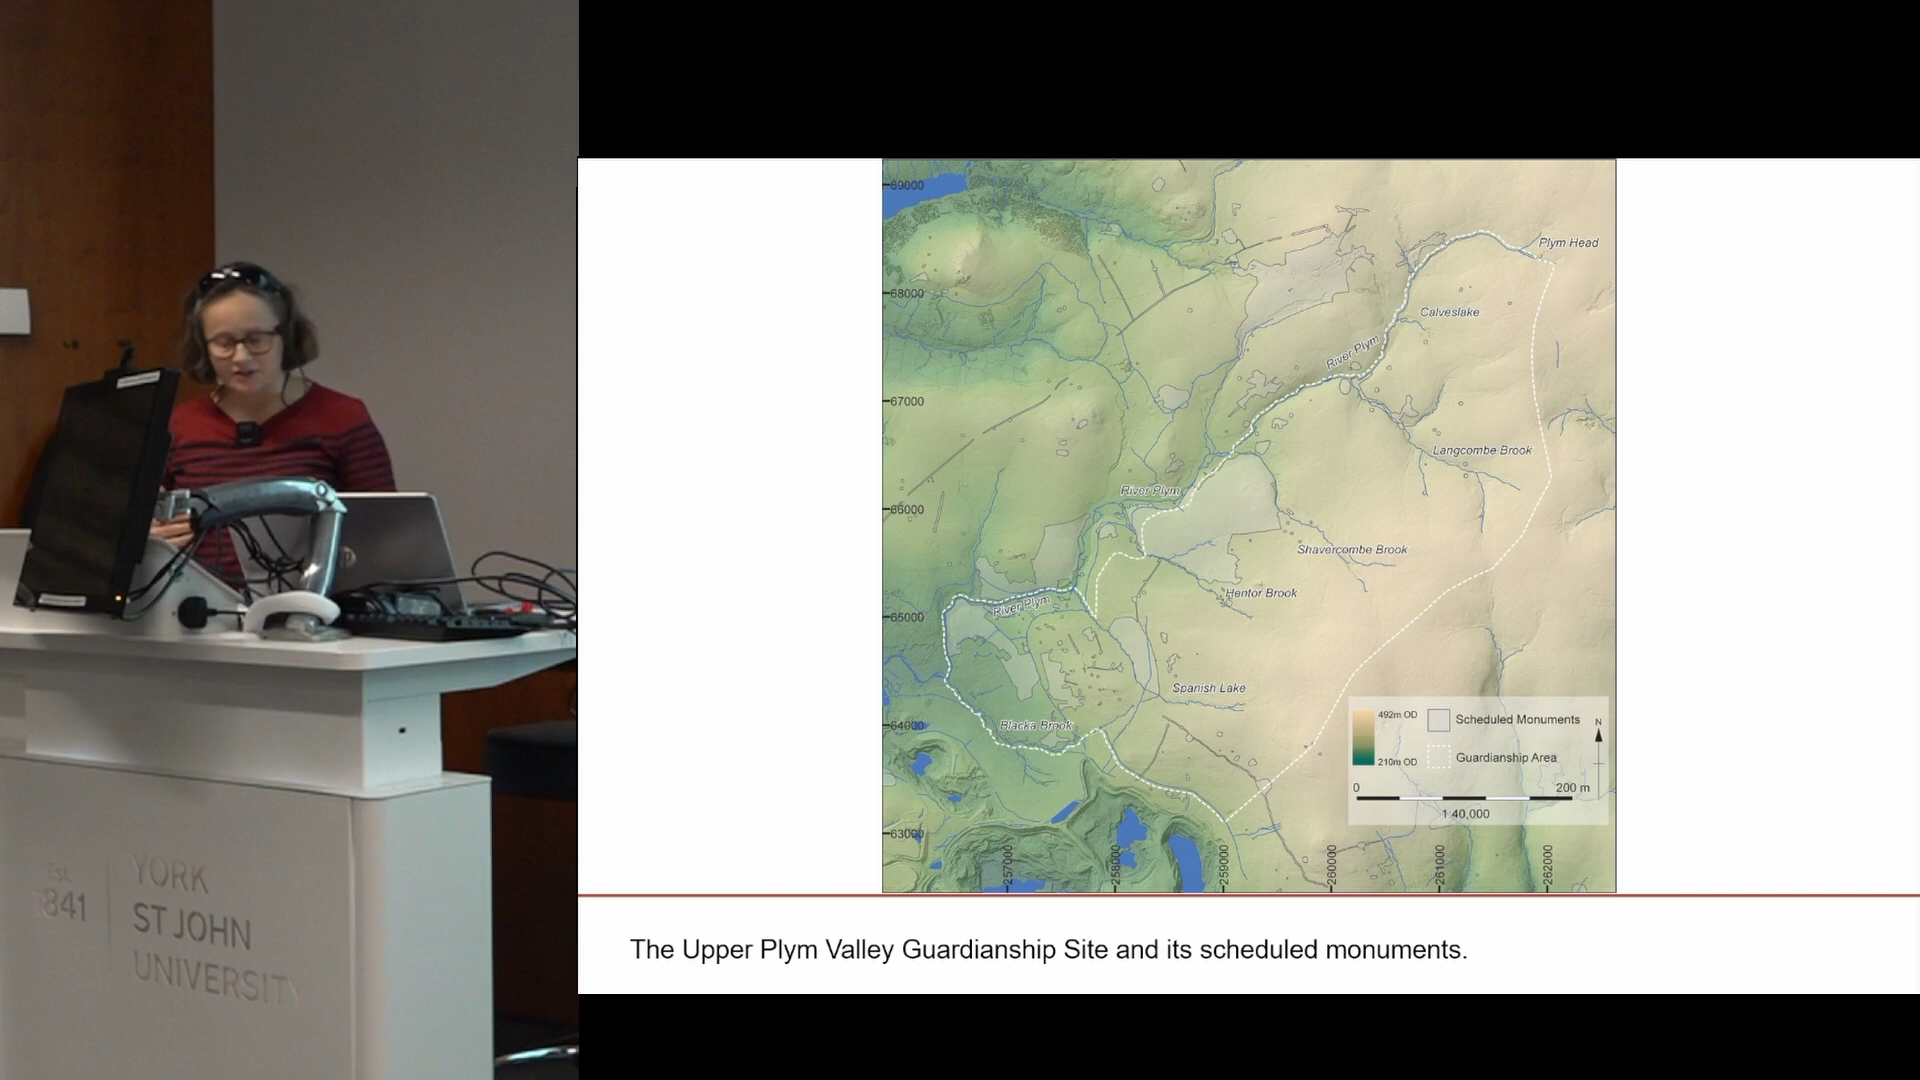 Est.
1841
YORK
ST JOHN
UNIVERSITY
69000
68000
67000
66000
65000
64000
63000
257000
258000
259000
260000
261000
262000
Plym Head
Calveslake
River Plym
Langcombe Brook
River Plym
Shavercombe Brook
Hentor Brook
River Plym
Spanish Lake
Blacka Brook
492m OD
210m OD
Scheduled Monuments
Guardianship Area
N
0
200 m
1:40,000
The Upper Plym Valley Guardianship Site and its scheduled monuments.